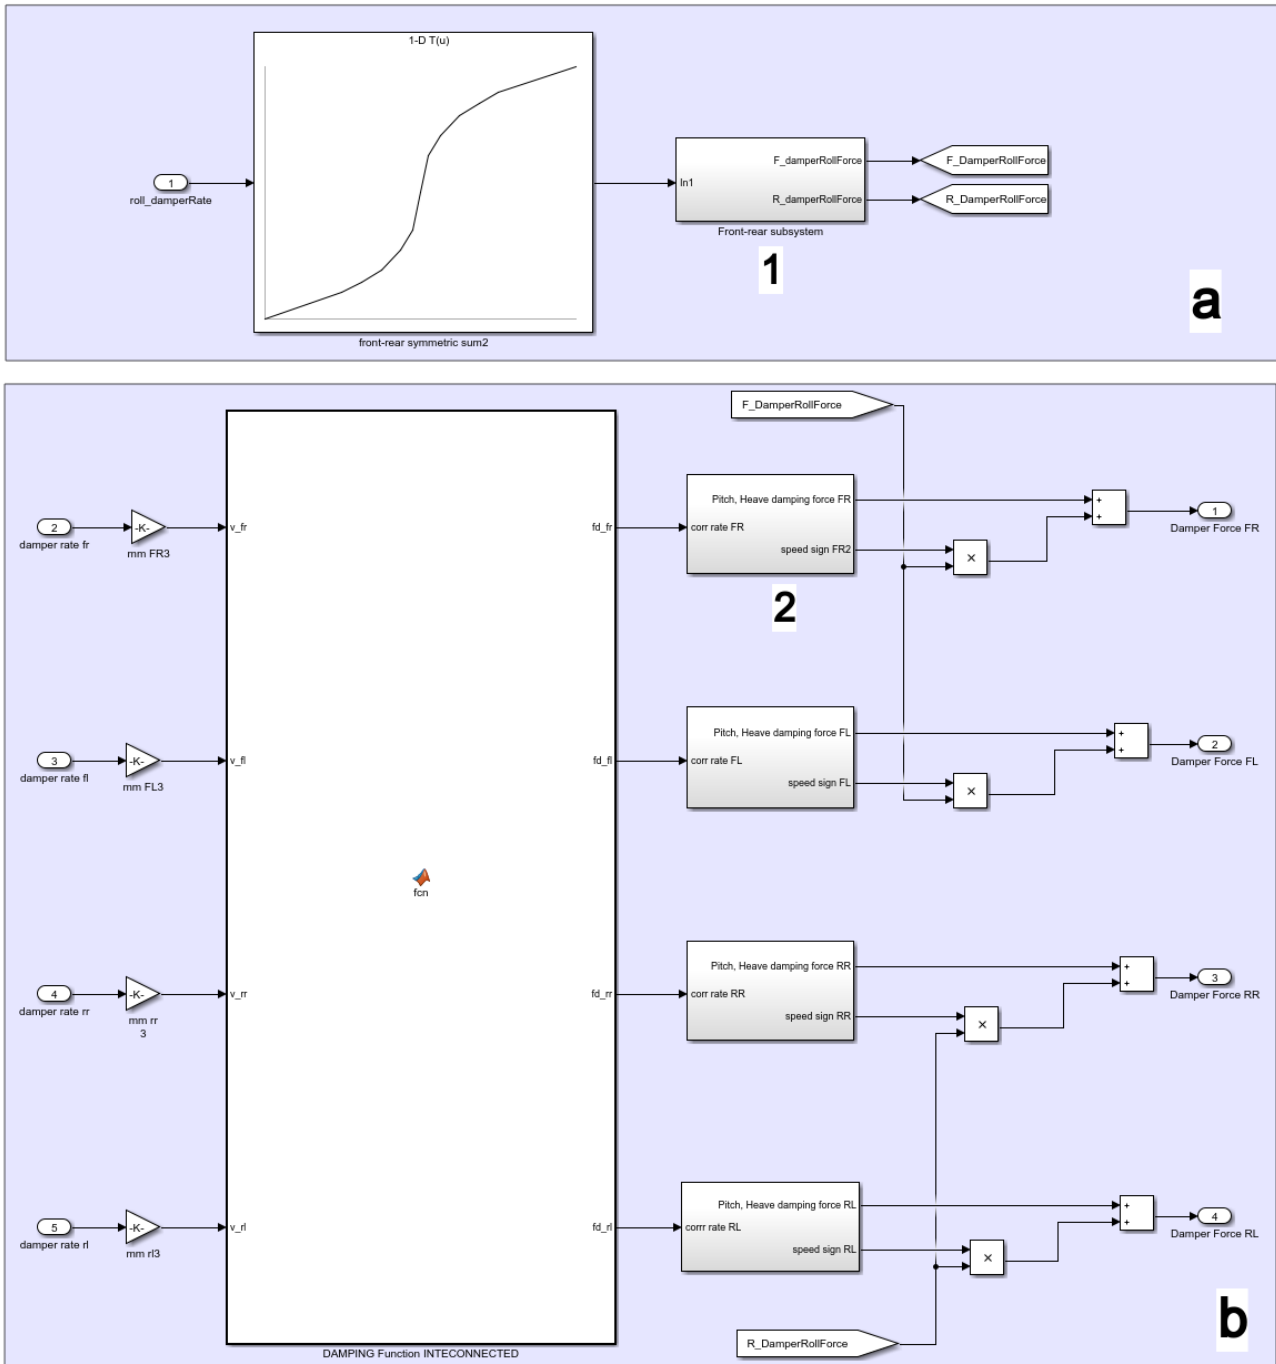 1-D T(u)
1
roll_damperRate
front-rear symmetric sum2
In1
F_damperRollForce
R_damperRollForce
Front-rear subsystem
F_DamperRollForce
R_DamperRollForce
1
a
F_DamperRollForce
2
damper rate fr
-K-
mm FR3
v_fr
fd_fr
Pitch, Heave damping force FR
corr rate FR
speed sign FR2
×
+
+
1
Damper Force FR
2
3
damper rate fl
-K-
mm FL3
v_fl
fd_fl
Pitch, Heave damping force FL
corr rate FL
speed sign FL
×
+
+
2
Damper Force FL
fcn
4
damper rate rr
-K-
mm rr
3
v_rr
fd_rr
Pitch, Heave damping force RR
corr rate RR
speed sign RR
×
+
+
3
Damper Force RR
5
damper rate rl
-K-
mm rl3
v_rl
fd_rl
Pitch, Heave damping force RL
corrr rate RL
speed sign RL
×
+
+
4
Damper Force RL
R_DamperRollForce
DAMPING Function INTECONNECTED
b